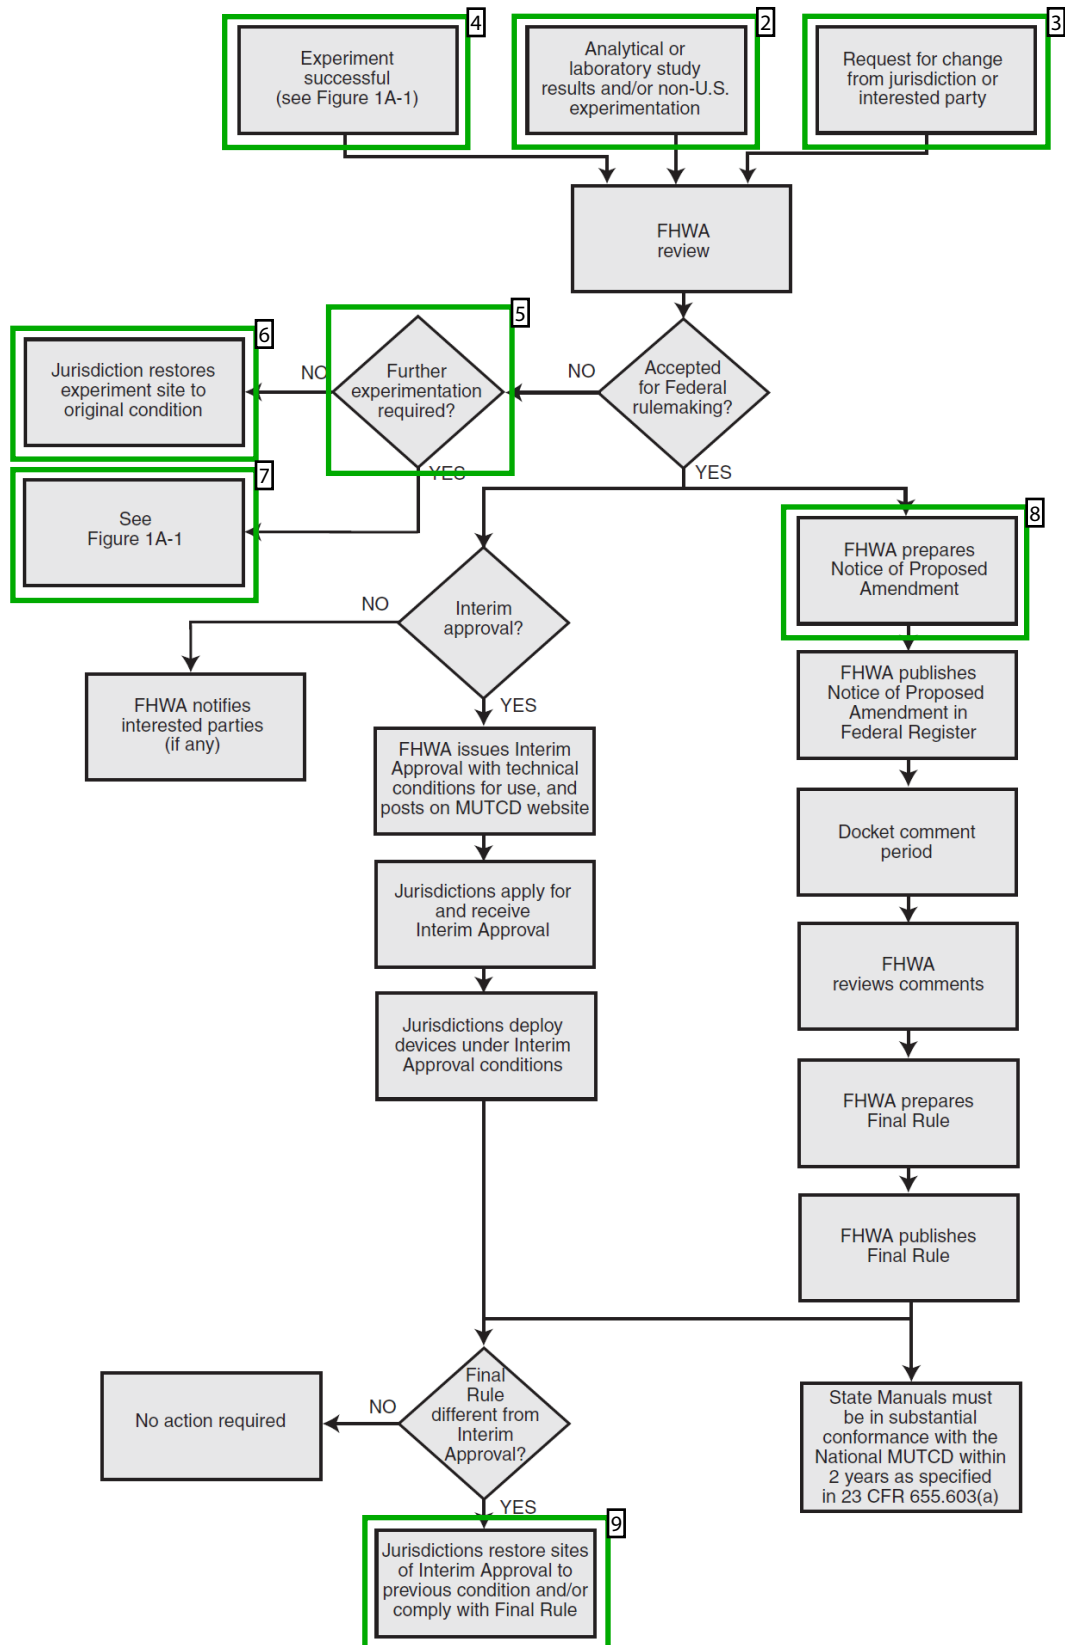 4
Experiment
successful
(see Figure 1A-1)
2
Analytical or
laboratory study
results and/or non-U.S.
experimentation
3
Request for change
from jurisdiction or
interested party
FHWA
review
6
Jurisdiction restores
experiment site to
original condition
NO
5
Further
experimentation
required?
NO
Accepted
for Federal
rulemaking?
YES
YES
7
See
Figure 1A-1
8
FHWA prepares
Notice of Proposed
Amendment
NO
Interim
approval?
YES
FHWA notifies
interested parties
(if any)
FHWA publishes
Notice of Proposed
Amendment in
Federal Register
FHWA issues Interim
Approval with technical
conditions for use, and
posts on MUTCD website
Docket comment
period
Jurisdictions apply for
and receive
Interim Approval
FHWA
reviews comments
Jurisdictions deploy
devices under Interim
Approval conditions
FHWA prepares
Final Rule
FHWA publishes
Final Rule
No action required
NO
Final
Rule
different from
Interim
Approval?
YES
State Manuals must
be in substantial
conformance with the
National MUTCD within
2 years as specified
in 23 CFR 655.603(a)
9
Jurisdictions restore sites
of Interim Approval to
previous condition and/or
comply with Final Rule